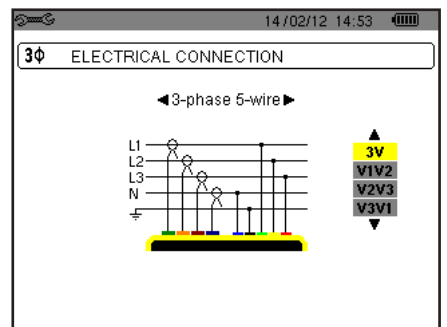 14/02/12 14:53
3Φ ELECTRICAL CONNECTION
◄3-phase 5-wire►
L1
L2
L3
N
3V
V1V2
V2V3
V3V1